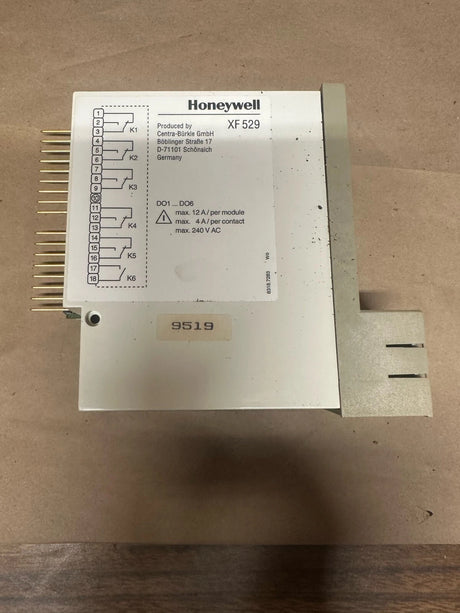 Honeywell
XF 529
Produced by
Centra-Bürkle GmbH
Böblinger Straße 17
D-71101 Schönaich
Germany
DO1 ... DO6
max. 12 A / per module
max. 4 A / per contact
max. 240 V AC
1
2
3
K1
4
5
6
K2
7
8
9
K3
11
12
13
K4
14
15
16
K5
17
18
K6
9519